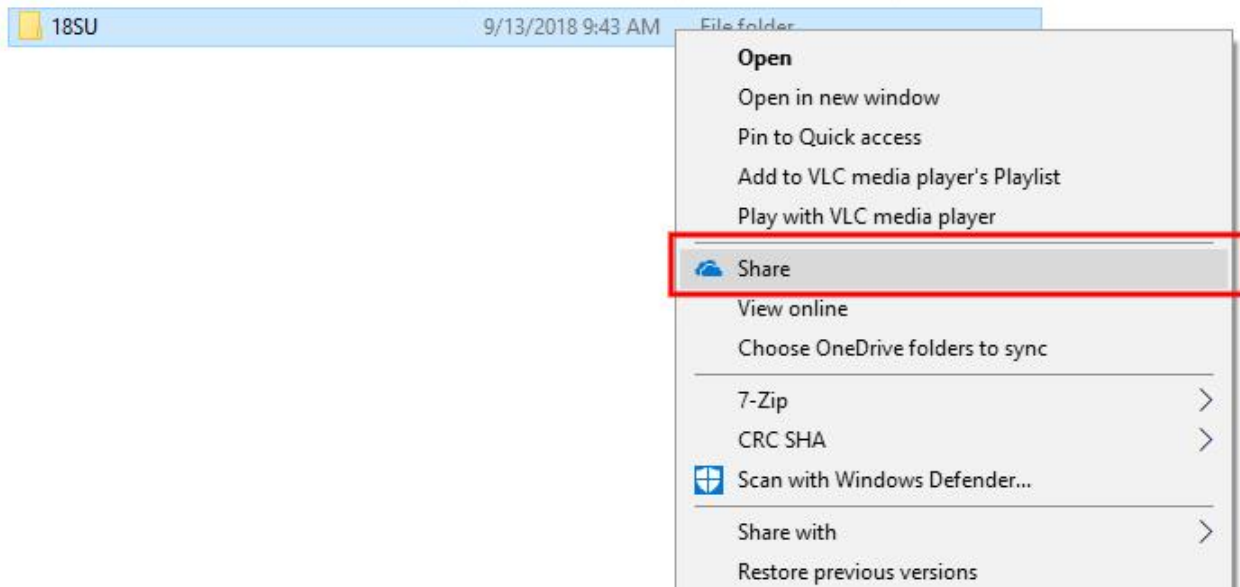 18SU 9/13/2018 9:43 AM File folder
Open
Open in new window
Pin to Quick access
Add to VLC media player's Playlist
Play with VLC media player
Share
View online
Choose OneDrive folders to sync
7-Zip
CRC SHA
Scan with Windows Defender...
Share with
Restore previous versions